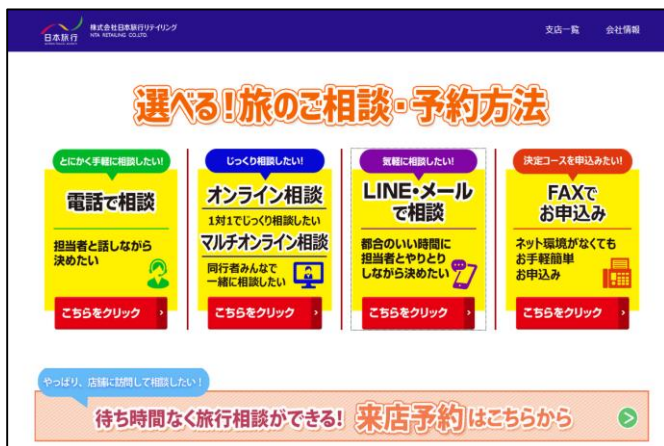 日本旅行
株式会社日本旅行リテイリング
NTA RETAILING CO.LTD.
支店一覧 会社情報
選べる!旅のご相談・予約方法
とにかく手軽に相談したい!
電話で相談
担当者と話しながら
決めたい
こちらをクリック
じっくり相談したい!
オンライン相談
1対1でじっくり相談したい
マルチオンライン相談
同行者みんなで
一緒に相談したい
こちらをクリック
気軽に相談したい!
LINE・メール
で相談
都合のいい時間に
担当者とやりとり
しながら決めたい
こちらをクリック
決定コースを申込みたい!
FAXで
お申込み
ネット環境がなくても
お手軽簡単
お申込み
こちらをクリック
やっぱり、店舗に訪問して相談したい!
待ち時間なく旅行相談ができる! 来店予約はこちらから